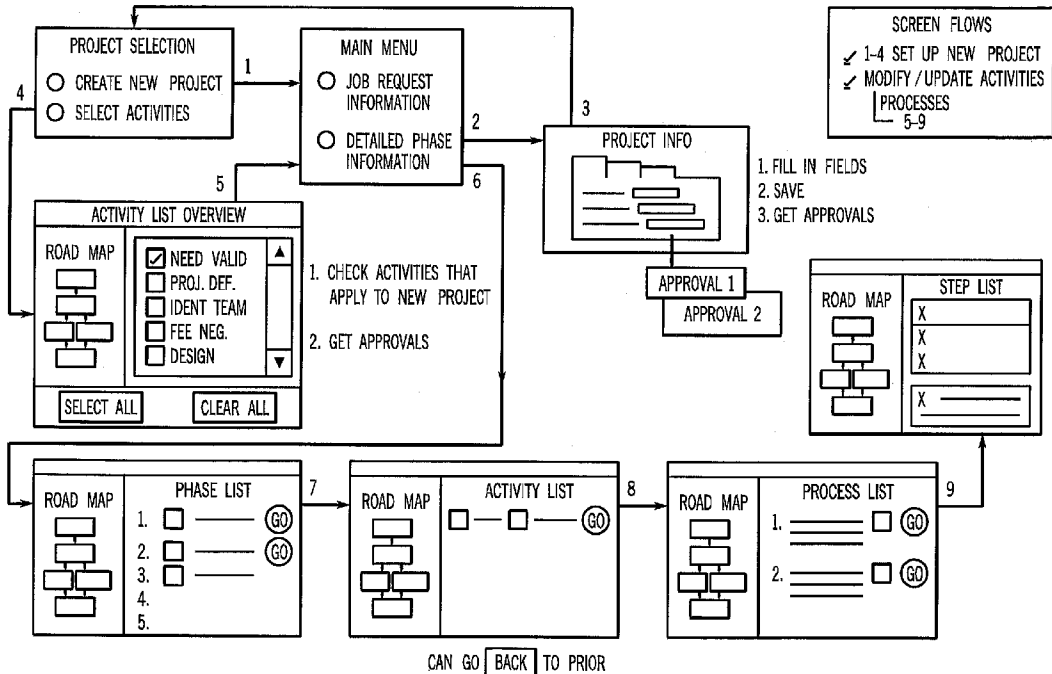 PROJECT SELECTION
CREATE NEW PROJECT
SELECT ACTIVITIES
1
4
MAIN MENU
JOB REQUEST
INFORMATION
DETAILED PHASE
INFORMATION
2
6
3
5
SCREEN FLOWS
1-4 SET UP NEW PROJECT
MODIFY/UPDATE ACTIVITIES
PROCESSES
5-9
PROJECT INFO
1. FILL IN FIELDS
2. SAVE
3. GET APPROVALS
APPROVAL 1
APPROVAL 2
ACTIVITY LIST OVERVIEW
ROAD MAP
NEED VALID
PROJ. DEF.
IDENT TEAM
FEE NEG.
DESIGN
SELECT ALL
CLEAR ALL
1. CHECK ACTIVITIES THAT
APPLY TO NEW PROJECT
2. GET APPROVALS
ROAD MAP
STEP LIST
X
X
X
X
ROAD MAP
PHASE LIST
1.
GO
2.
GO
3.
4.
5.
7
ROAD MAP
ACTIVITY LIST
GO
8
ROAD MAP
PROCESS LIST
1.
GO
2.
GO
9
CAN GO BACK TO PRIOR